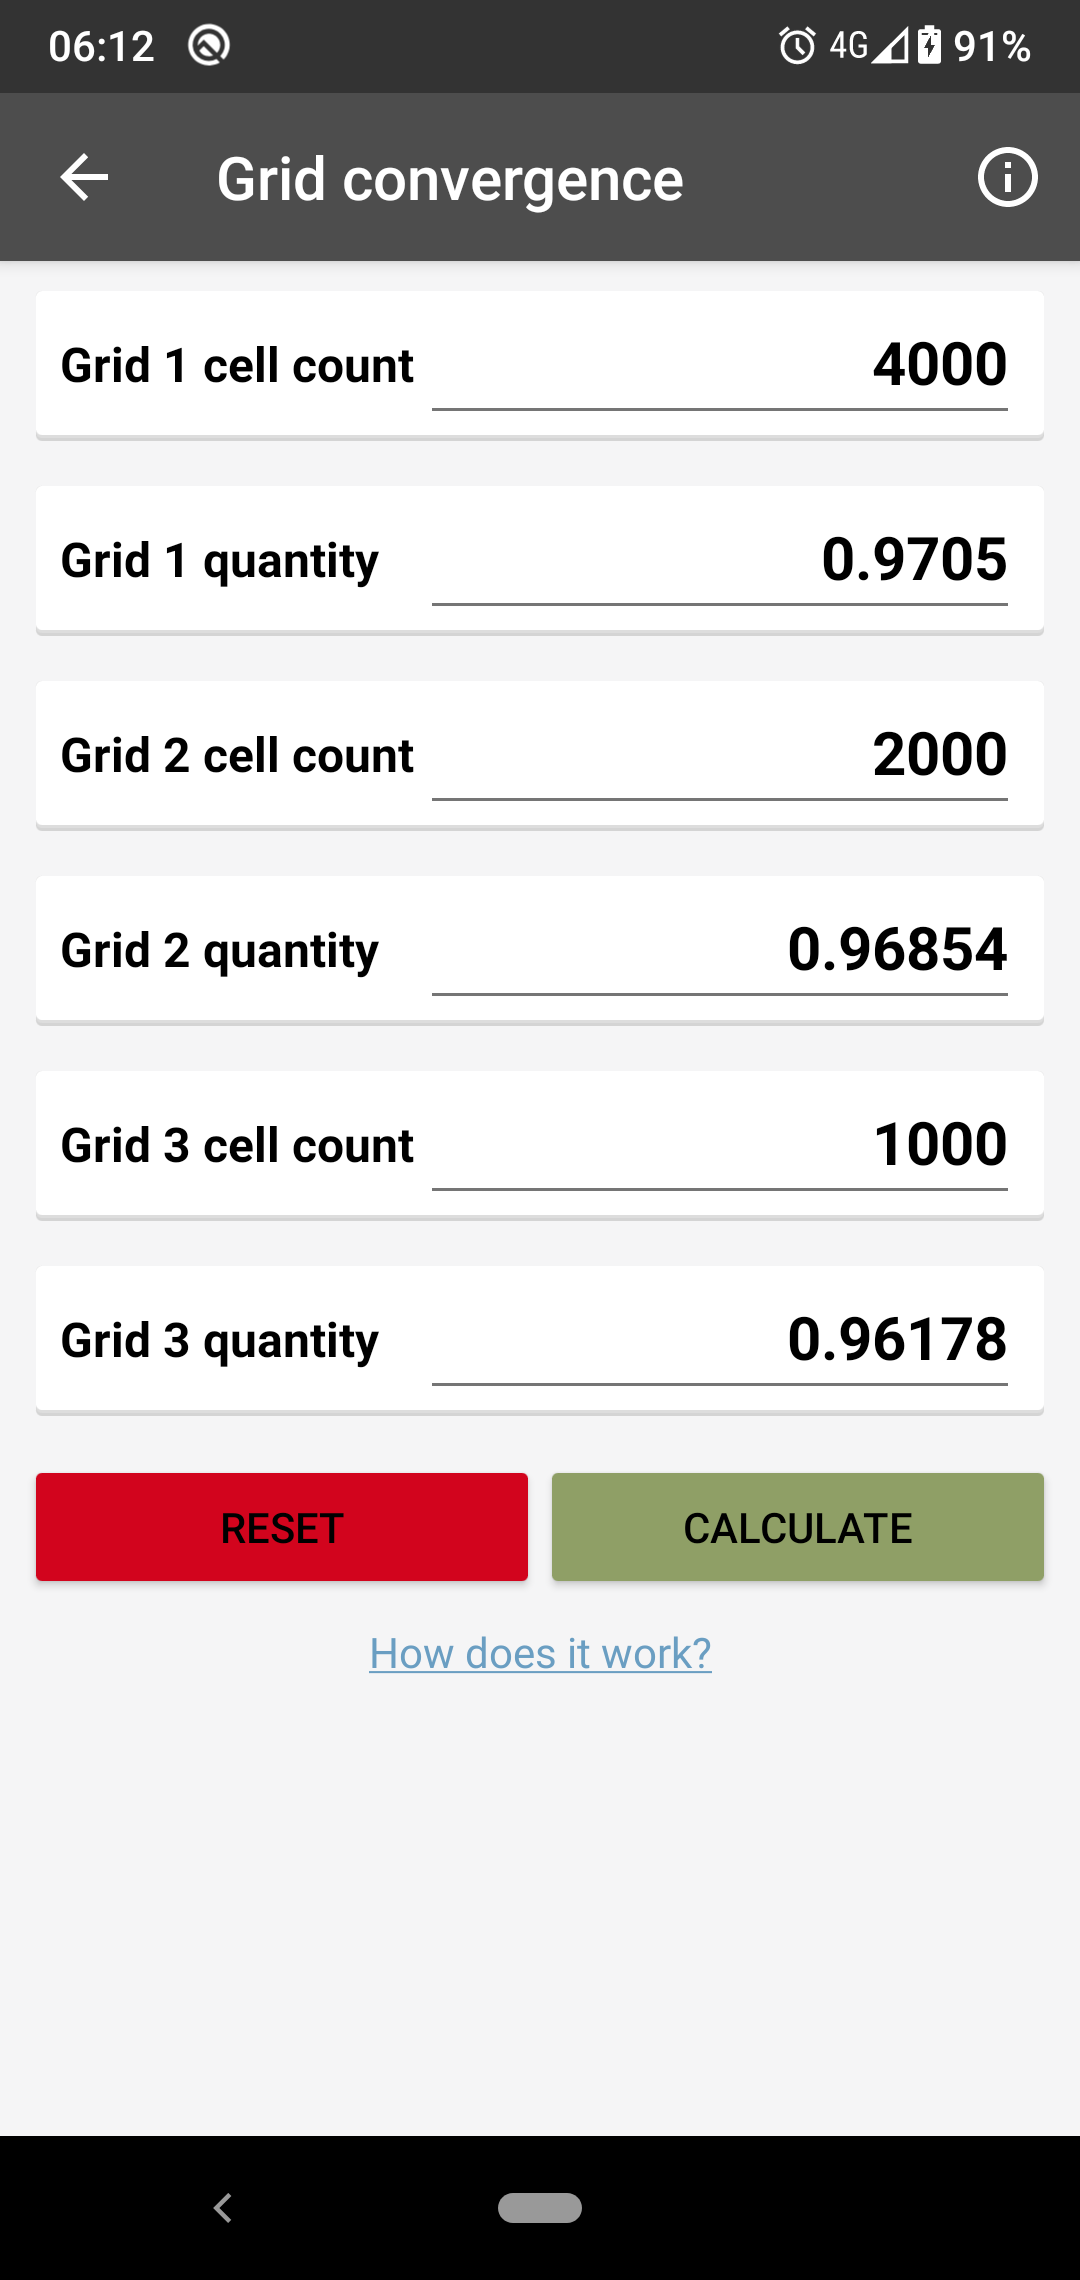 06:12 4G 91%
Grid convergence
Grid 1 cell count 4000
Grid 1 quantity 0.9705
Grid 2 cell count 2000
Grid 2 quantity 0.96854
Grid 3 cell count 1000
Grid 3 quantity 0.96178
RESET CALCULATE
How does it work?